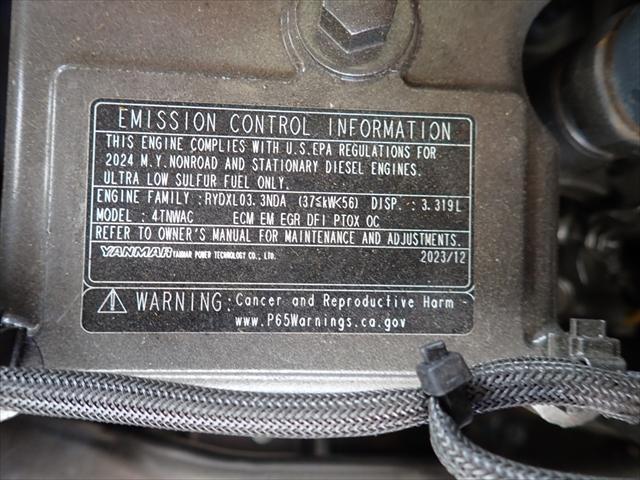 EMISSION CONTROL INFORMATION
THIS ENGINE COMPLIES WITH U.S.EPA REGULATIONS FOR
2024 M.Y.NONROAD AND STATIONARY DIESEL ENGINES.
ULTRA LOW SULFUR FUEL ONLY.
ENGINE FAMILY : RYDXL03.3NDA (37≤kW<56) DISP. : 3.319L
MODEL : 4TNWAC ECM EM EGR DFI PTOX OC
REFER TO OWNER'S MANUAL FOR MAINTENANCE AND ADJUSTMENTS.
YANMAR YANMAR POWER TECHNOLOGY CO., LTD. 2023/12
WARNING: Cancer and Reproductive Harm
www.P65Warnings.ca.gov